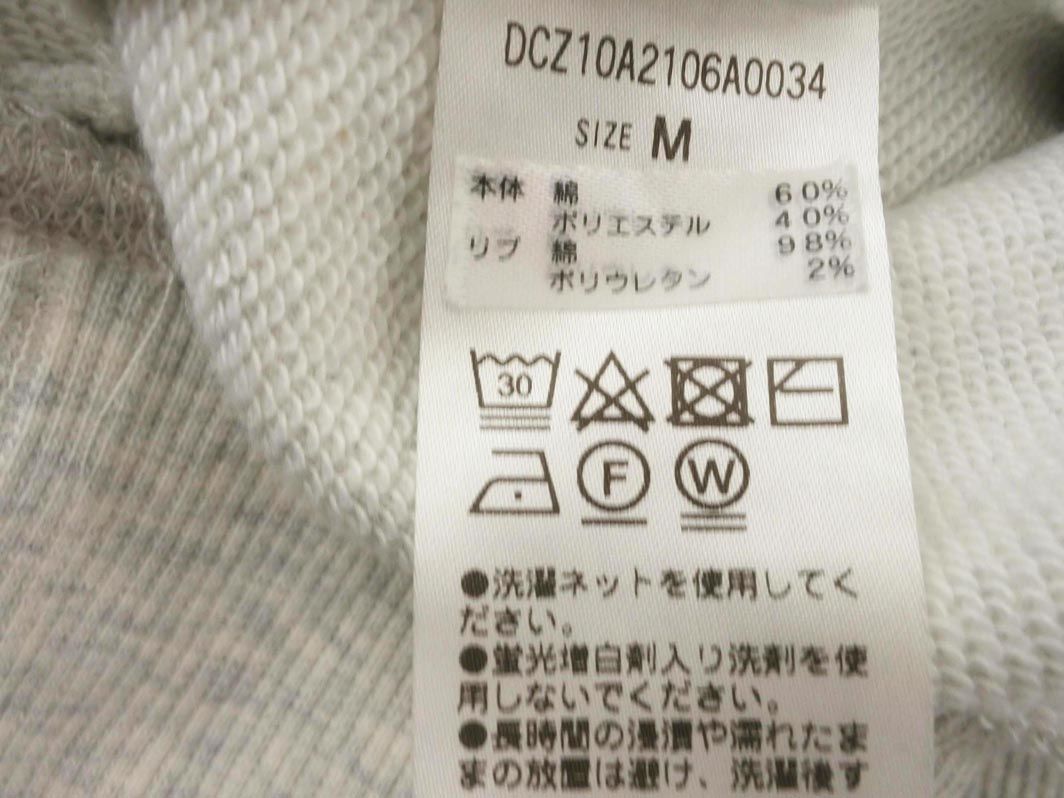 DCZ10A2106A0034
SIZE M
本体 綿 60%
ポリエステル 40%
リブ 綿 98%
ポリウレタン 2%
30
F W
●洗濯ネットを使用してく
ださい。
●蛍光増白剤入り洗剤を使
用しないでください。
●長時間の浸漬や濡れたま
まの放置は避け、洗濯後す